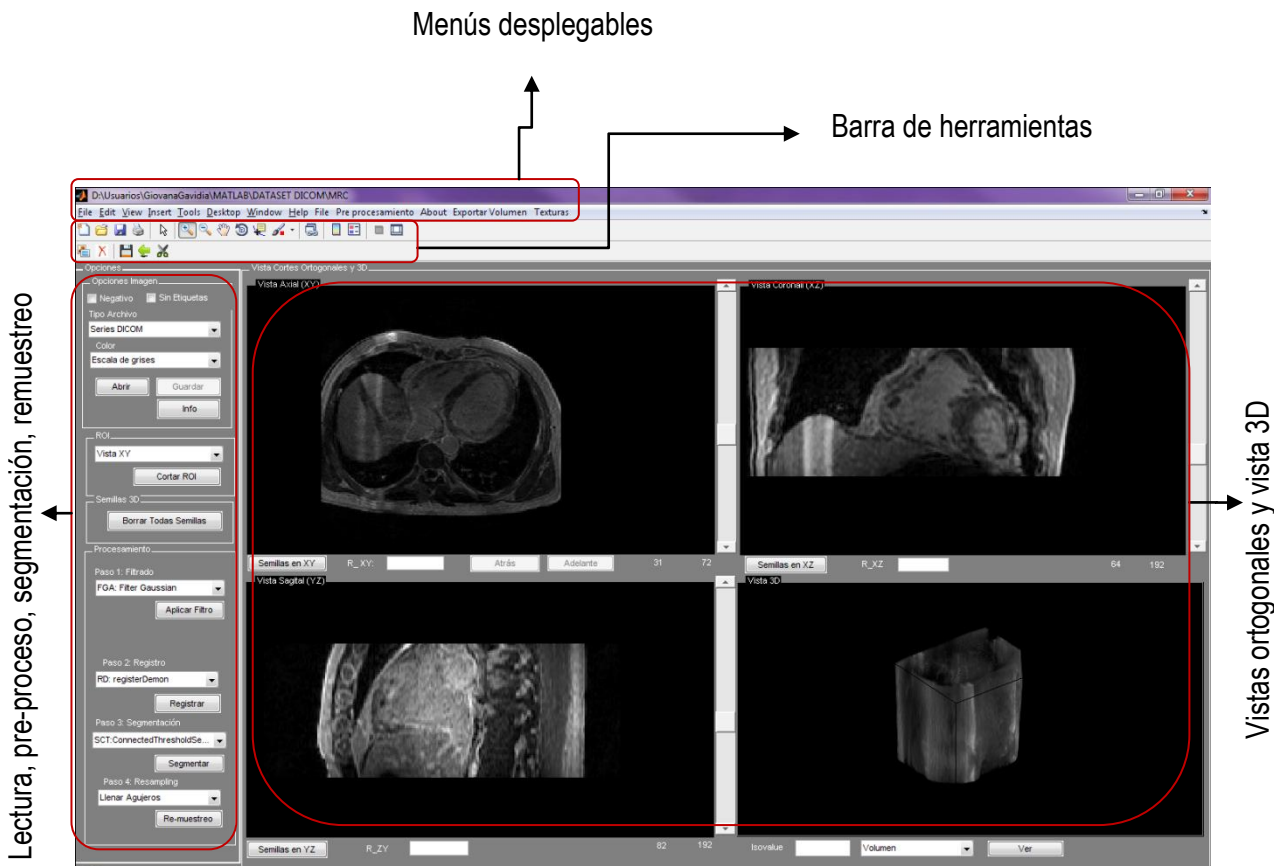 Menús desplegables
Barra de herramientas
D:\Usuarios\GiovanaGavidia\MATLAB\DATASET DICOM\MRC
File Edit View Insert Tools Desktop Window Help File Pre procesamiento About Exportar Volumen Texturas
Opciones
Opciones Imagen
Negativo Sin Etiquetas
Tipo Archivo
Series DICOM
Color
Escala de grises
Abrir Guardar
Info
ROI
Vista XY
Cortar ROI
Semillas 3D
Borrar Todas Semillas
Procesamiento
Paso 1: Filtrado
FGA: Filter Gaussian
Aplicar Filtro
Paso 2: Registro
RD: registerDemon
Registrar
Paso 3: Segmentación
SCT:ConnectedThresholdSe...
Segmentar
Paso 4: Resampling
Llenar Agujeros
Re-muestreo
Vista Cortes Ortogonales y 3D
Vista Axial (XY)
Semillas en XY R_XY: Atrás Adelante 31 72
Vista Coronall (XZ)
Semillas en XZ R_XZ 64 192
Vista Sagital (YZ)
Semillas en YZ R_ZY 82 192
Vista 3D
Isovalue Volumen Ver
Lectura, pre-proceso, segmentación, remuestreo
Vistas ortogonales y vista 3D